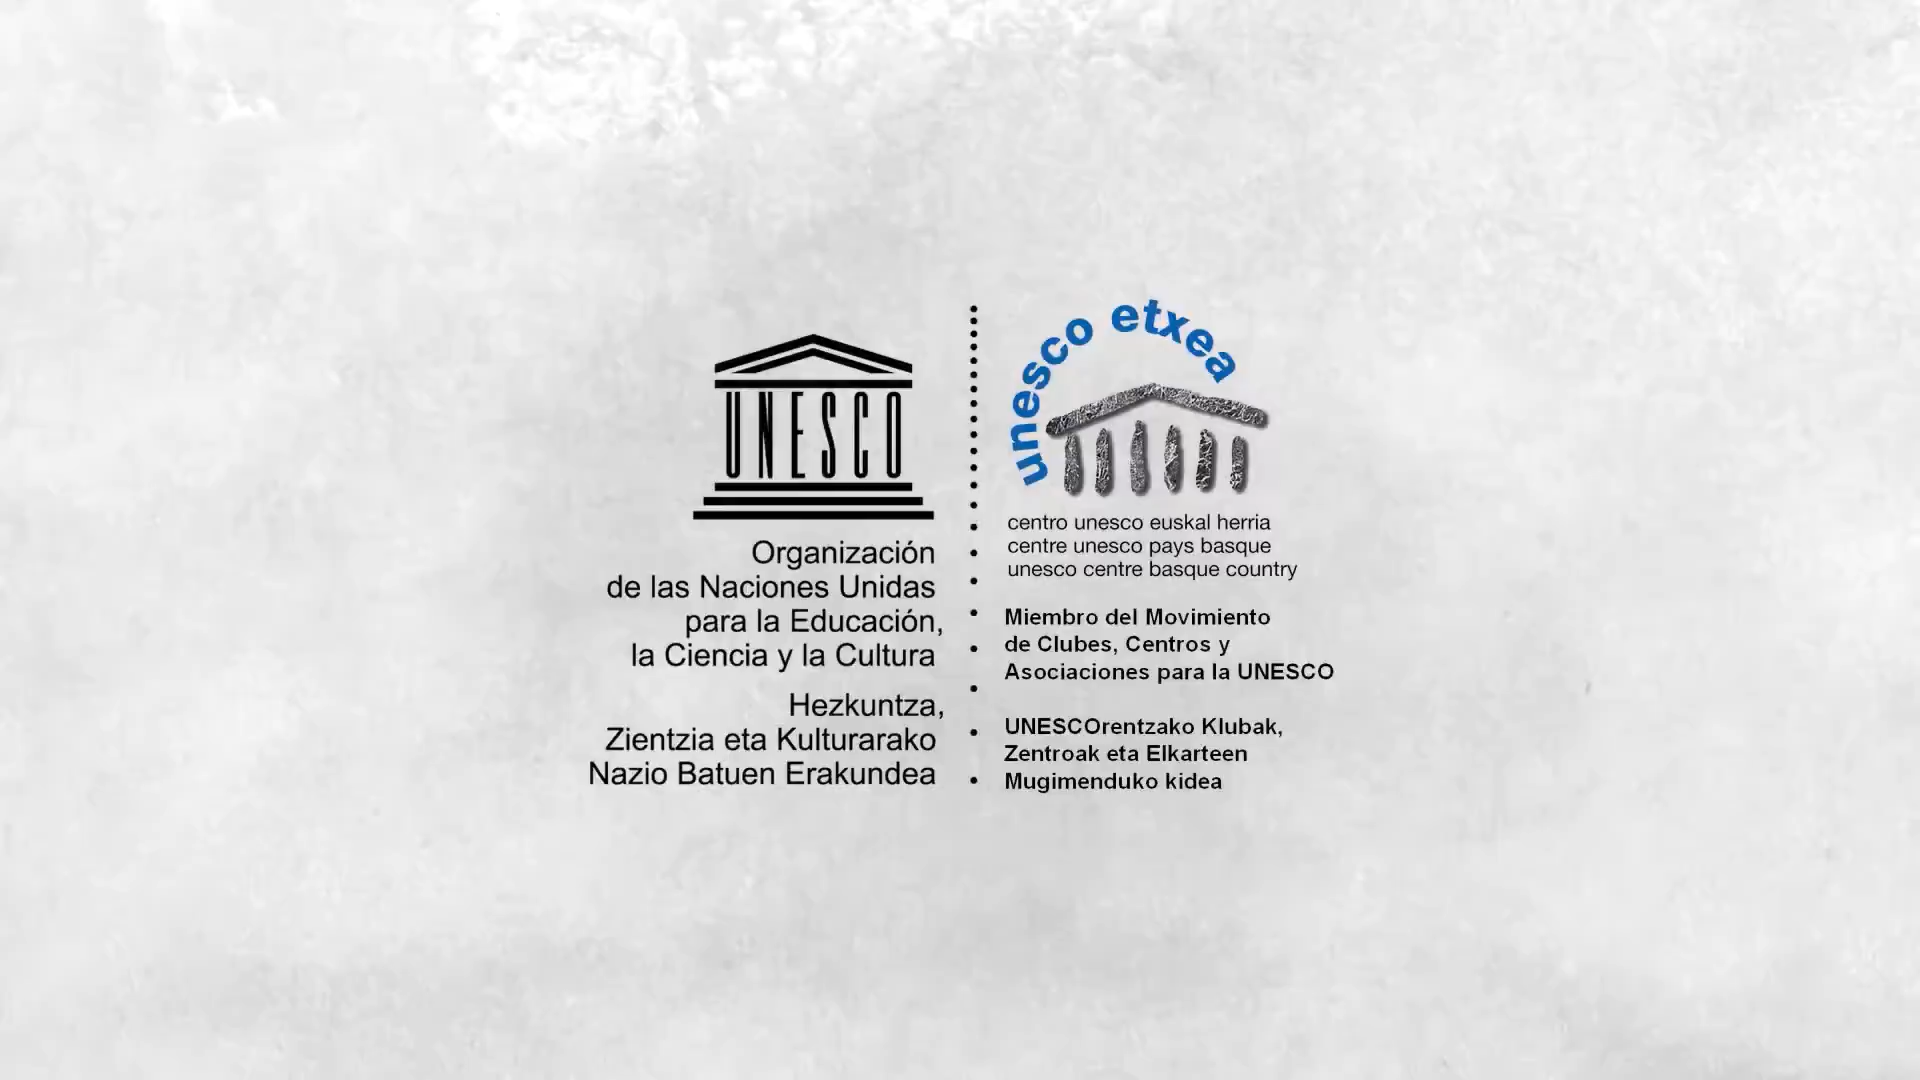 UNESCO
Organización
de las Naciones Unidas
para la Educación,
la Ciencia y la Cultura
Hezkuntza,
Zientzia eta Kulturarako
Nazio Batuen Erakundea
unesco etxea
centro unesco euskal herria
centre unesco pays basque
unesco centre basque country
Miembro del Movimiento
de Clubes, Centros y
Asociaciones para la UNESCO
UNESCOrentzako Klubak,
Zentroak eta Elkarteen
Mugimenduko kidea